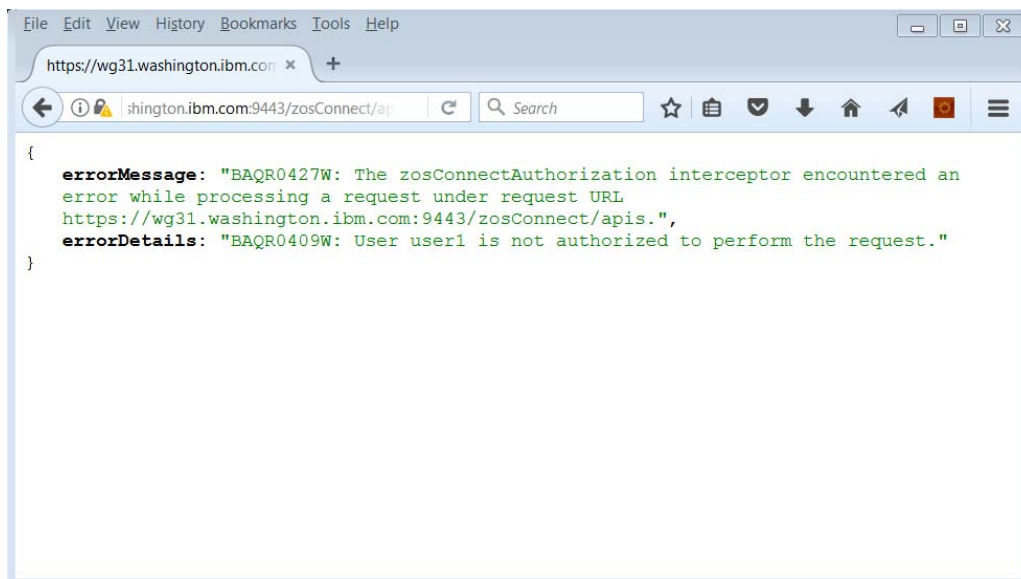 File Edit View History Bookmarks Tools Help
https://wg31.washington.ibm.con
shington.ibm.com:9443/zosConnect/ap
Search
{
errorMessage: "BAQR0427W: The zosConnectAuthorization interceptor encountered an
error while processing a request under request URL
https://wg31.washington.ibm.com:9443/zosConnect/apis.",
errorDetails: "BAQR0409W: User user1 is not authorized to perform the request."
}